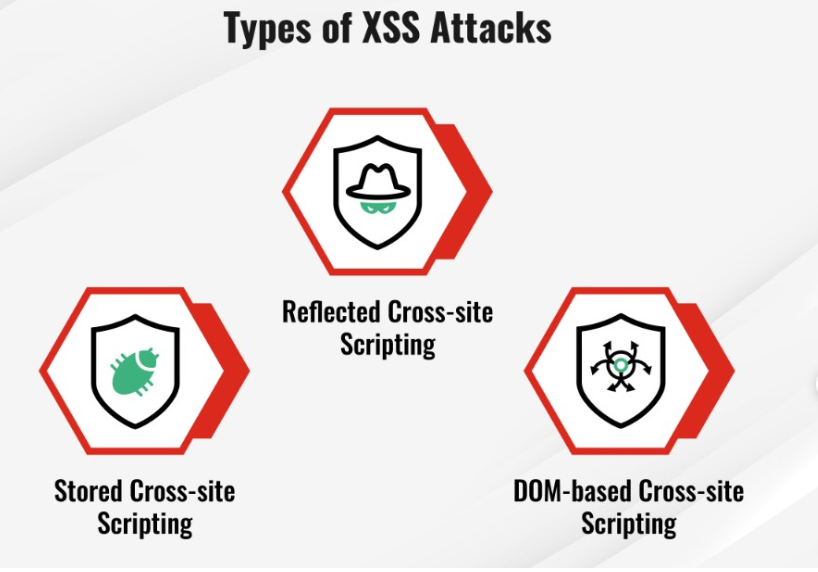 Types of XSS Attacks
Reflected Cross-site
Scripting
Stored Cross-site
Scripting
DOM-based Cross-site
Scripting